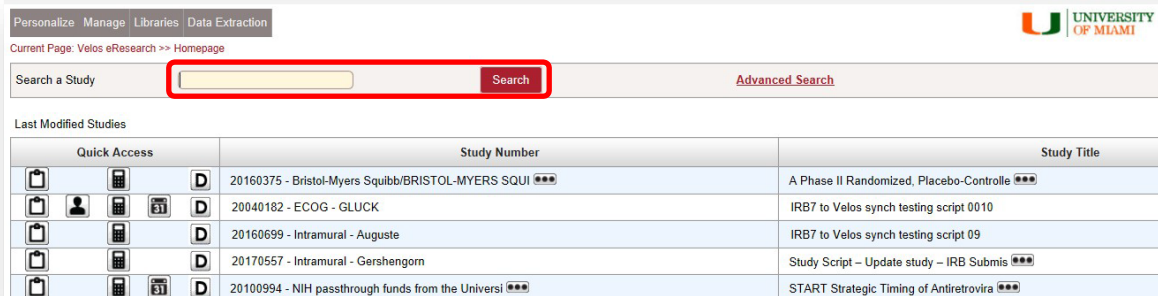 Personalize Manage Libraries Data Extraction
UNIVERSITY
OF MIAMI
Current Page: Velos eResearch >> Homepage
Search a Study Search Advanced Search
Last Modified Studies
Quick Access Study Number Study Title
D 20160375 - Bristol-Myers Squibb/BRISTOL-MYERS SQUI ••• A Phase II Randomized, Placebo-Controlle •••
31 D 20040182 - ECOG - GLUCK IRB7 to Velos synch testing script 0010
D 20160699 - Intramural - Auguste IRB7 to Velos synch testing script 09
D 20170557 - Intramural - Gershengorn Study Script – Update study – IRB Submis •••
31 D 20100994 - NIH passthrough funds from the Universi ••• START Strategic Timing of Antiretrovira •••